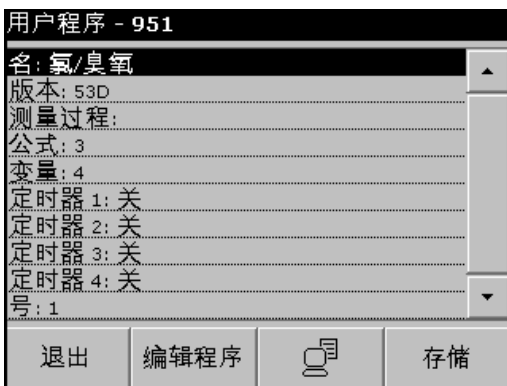 用户程序 - 951
名: 氯/臭氧
版本: 53D
测量过程:
公式: 3
变量: 4
定时器 1: 关
定时器 2: 关
定时器 3: 关
定时器 4: 关
号: 1
退出
编辑程序
存储